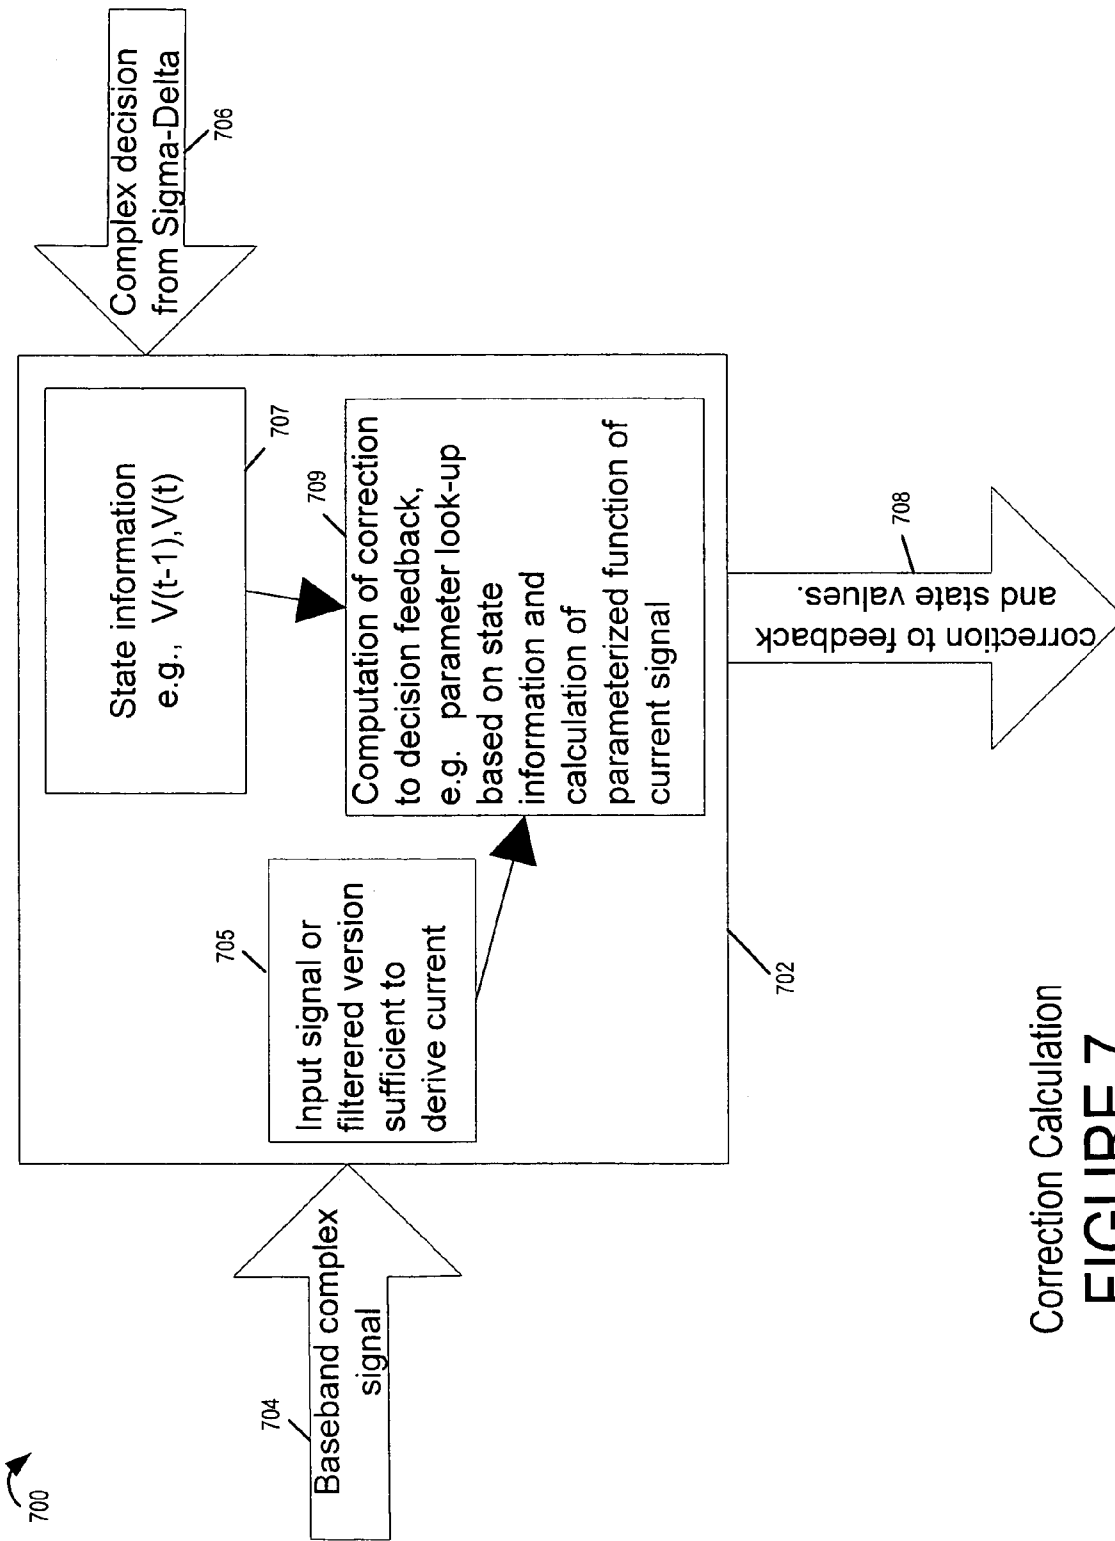 700
704
Baseband complex
signal
705
Input signal or
filterered version
sufficient to
derive current
State information
e.g., V(t-1),V(t)
707
709
Computation of correction
to decision feedback,
e.g. parameter look-up
based on state
information and
calculation of
parameterized function of
current signal
Complex decision
from Sigma-Delta
706
702
correction to feedback
and state values.
708
Correction Calculation
FIGURE 7